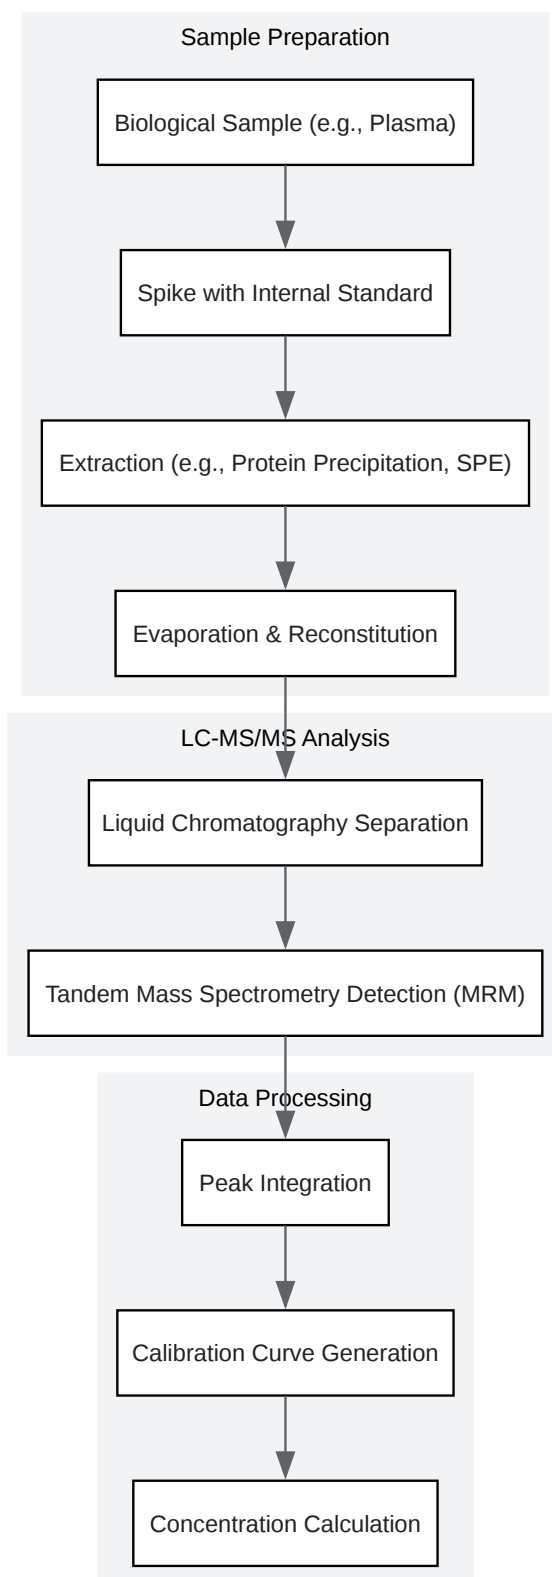 Sample Preparation
Biological Sample (e.g., Plasma)
Spike with Internal Standard
Extraction (e.g., Protein Precipitation, SPE)
Evaporation & Reconstitution
LC-MS/MS Analysis
Liquid Chromatography Separation
Tandem Mass Spectrometry Detection (MRM)
Data Processing
Peak Integration
Calibration Curve Generation
Concentration Calculation